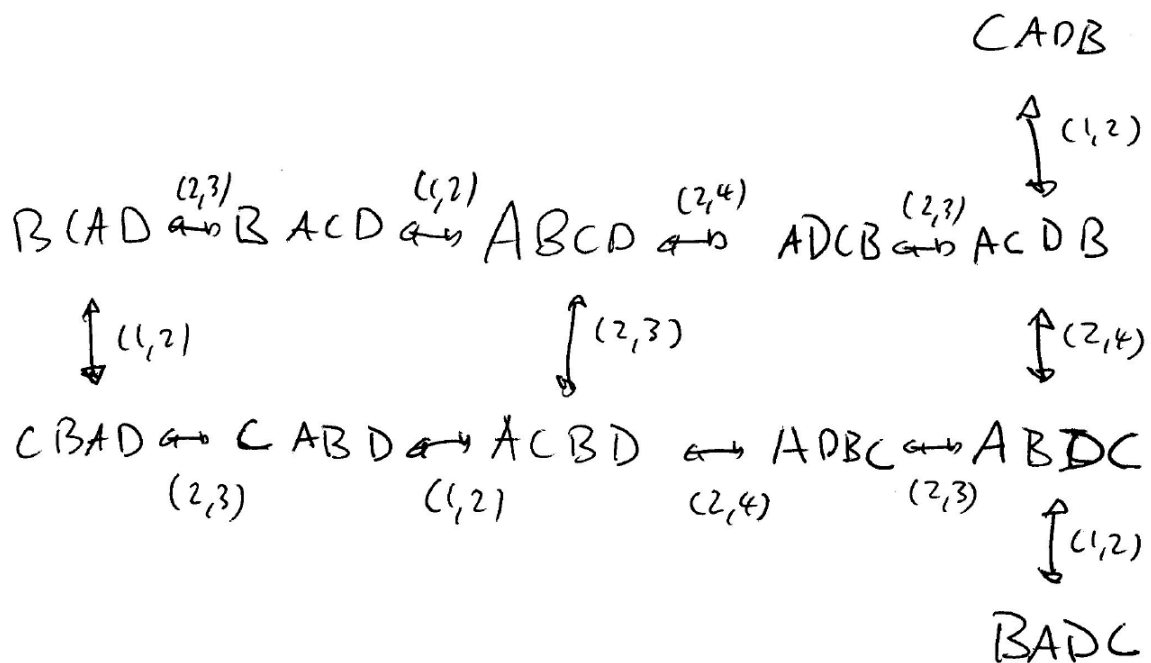 CADB
(1,2)
(2,3) (1,2) (2,4) (2,3)
BCAD ↔ BACD ↔ ABCD ↔ ADCB ↔ ACDB
(1,2) (2,3) (2,4)
CBAD ↔ CABD ↔ ACBD ↔ ADBC ↔ ABDC
(2,3) (1,2) (2,4) (2,3)
(1,2)
BADC